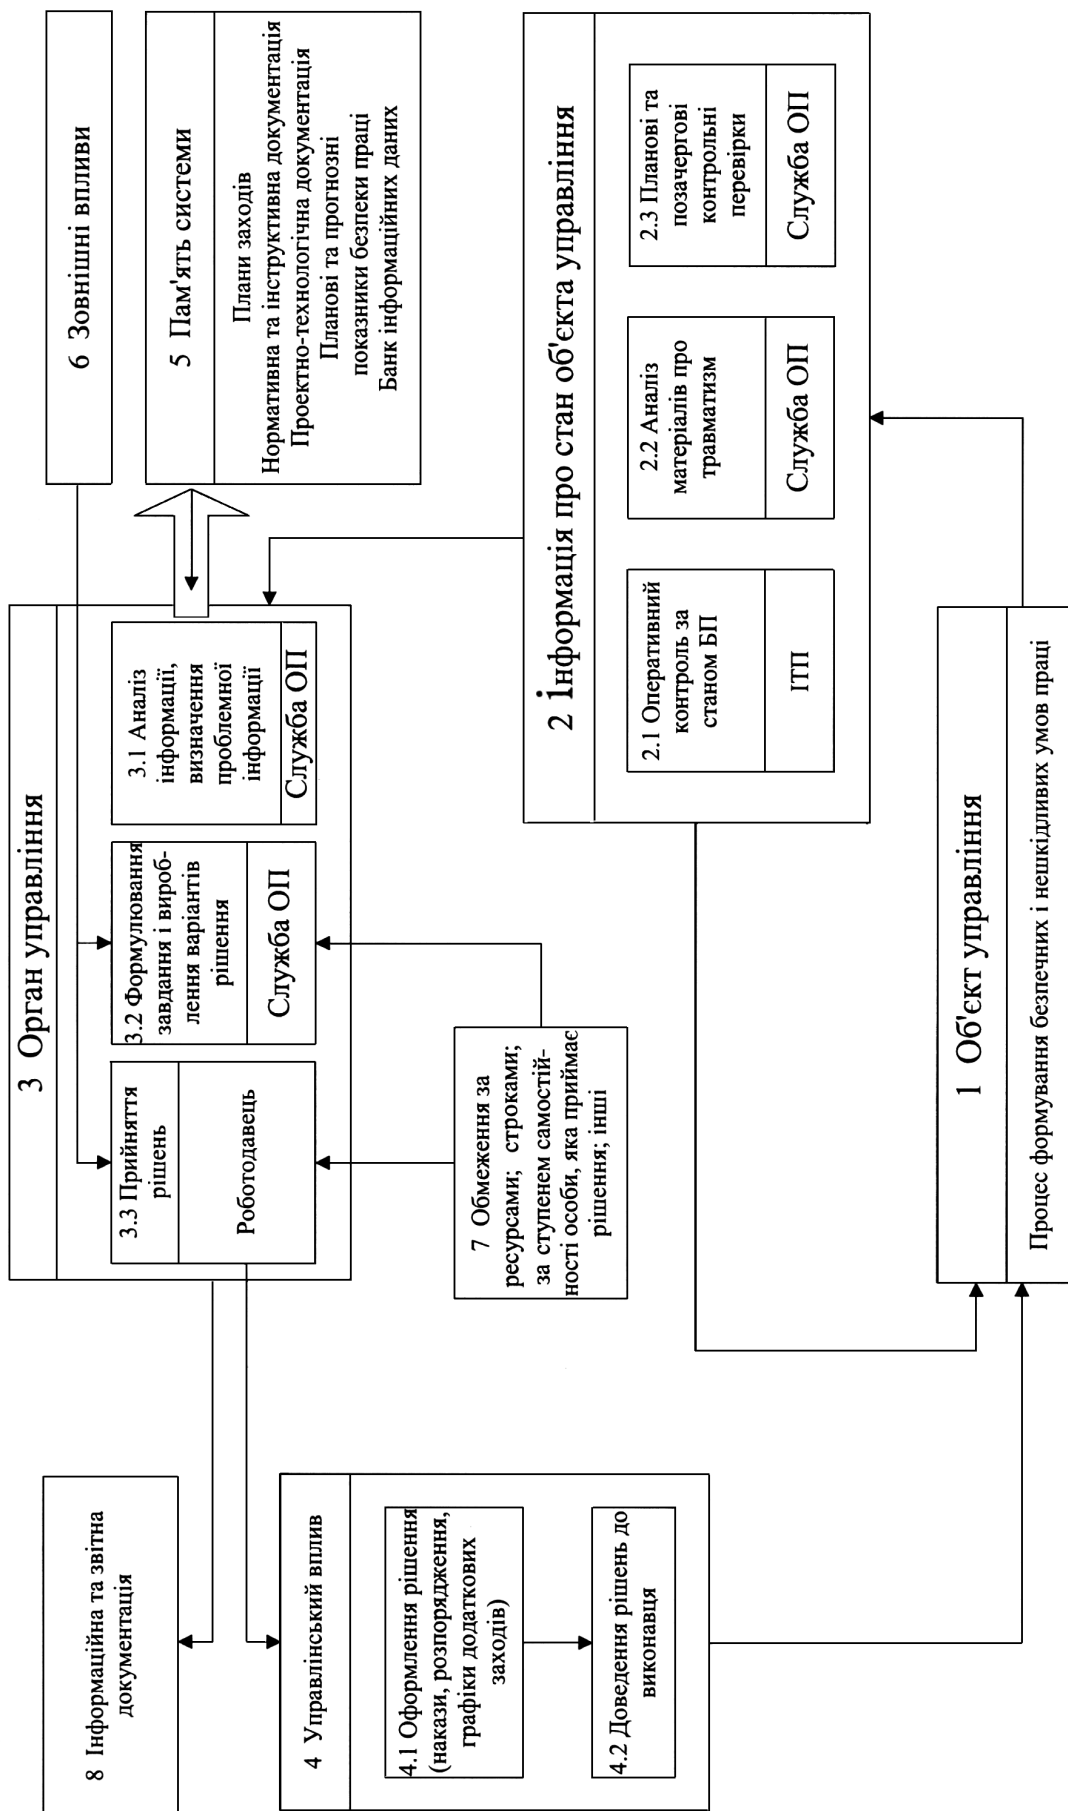 8 Інформаційна та звітна
документація
4 Управлінський вплив
4.1 Оформлення рішення
(накази, розпорядження,
графіки додаткових
заходів)
4.2 Доведення рішень до
виконавця
3 Орган управління
3.3 Прийняття
рішень
Роботодавець
3.2 Формулювання
завдання і вироб-
лення варіантів
рішення
Служба ОП
3.1 Аналіз
інформації,
визначення
проблемної
інформації
Служба ОП
7 Обмеження за
ресурсами; строками;
за ступенем самостій-
ності особи, яка приймає
рішення; інші
6 Зовнішні впливи
5 Пам'ять системи
Плани заходів
Нормативна та інструктивна документація
Проектно-технологічна документація
Планові та прогнозні
показники безпеки праці
Банк інформаційних даних
2 Інформація про стан об'єкта управління
2.1 Оперативний
контроль за
станом БП
ІТП
2.2 Аналіз
матеріалів про
травматизм
Служба ОП
2.3 Планові та
позачергові
контрольні
перевірки
Служба ОП
1 Об'єкт управління
Процес формування безпечних і нешкідливих умов праці